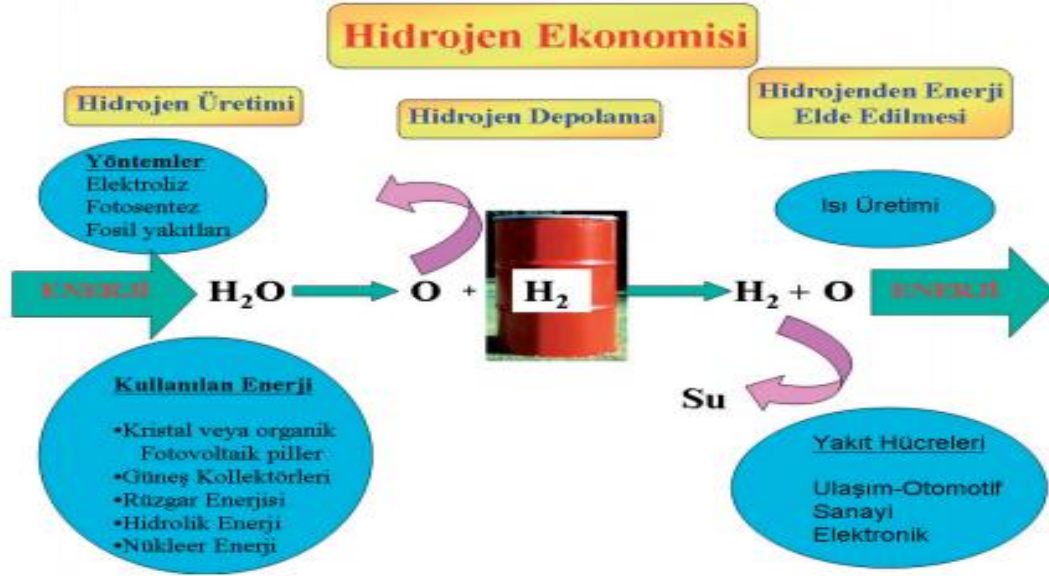 Hidrojen Ekonomisi
Hidrojen Üretimi
Hidrojen Depolama
Hidrojenden Enerji
Elde Edilmesi
Yöntemler
Elektroliz
Fotosentez
Fosil yakıtları
Isı Üretimi
ENERJİ
H₂O
O +
H₂
H₂ + O
ENERJİ
Su
Kullanılan Enerji
•Kristal veya organik
Fotovoltaik piller
•Güneş Kollektörleri
•Rüzgar Enerjisi
•Hidrolik Enerji
•Nükleer Enerji
Yakıt Hücreleri
Ulaşım-Otomotif
Sanayi
Elektronik